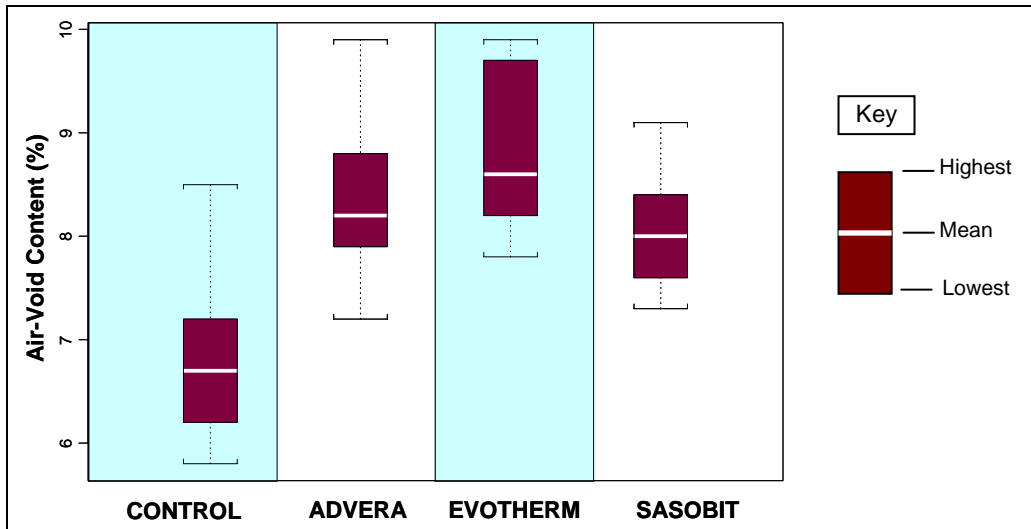 10
9
8
7
6
Air-Void Content (%)
CONTROL ADVERA EVOTHERM SASOBIT
Key
Highest
Mean
Lowest